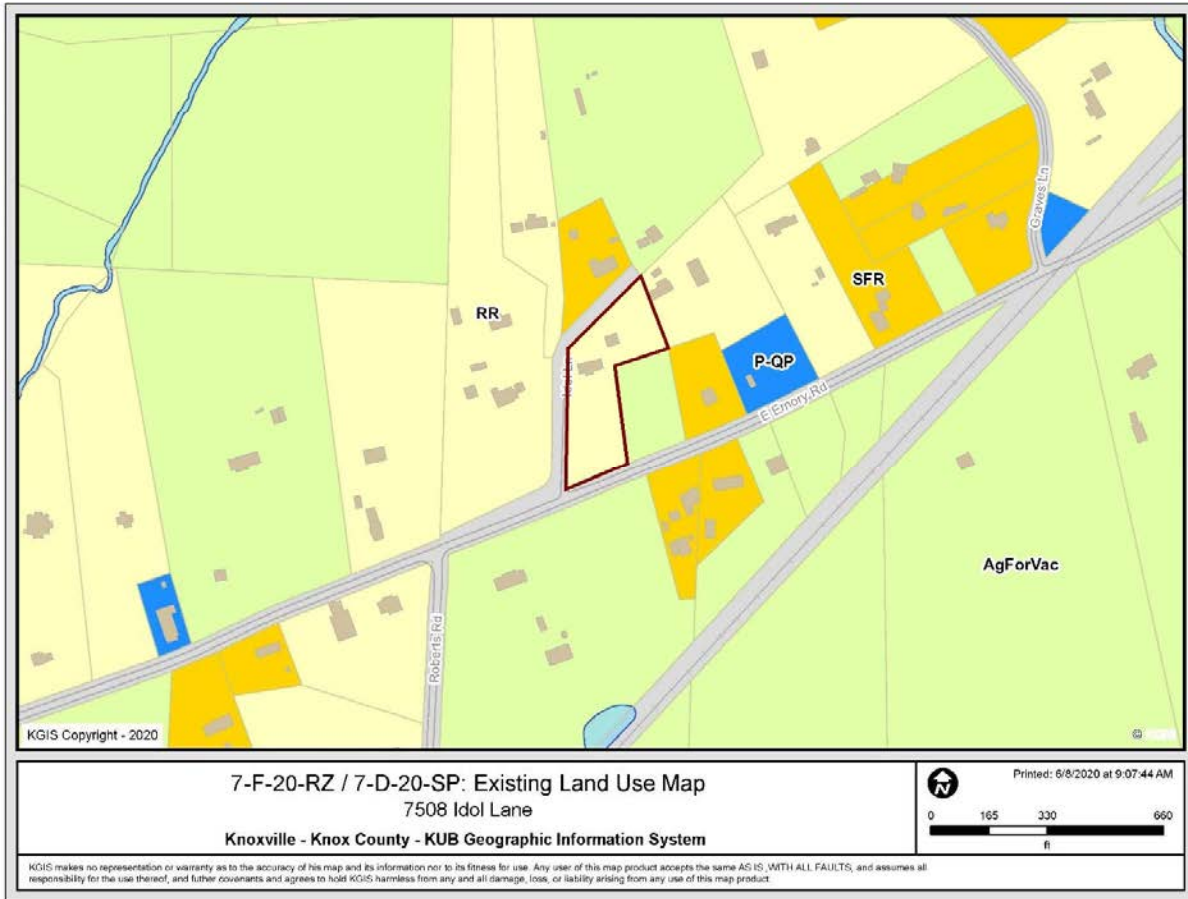 Graves Ln
SFR
RR
P-QP
Idol Ln
E Emory Rd
AgForVac
Roberts Rd
KGIS Copyright - 2020
©
7-F-20-RZ / 7-D-20-SP: Existing Land Use Map
7508 Idol Lane
Knoxville - Knox County - KUB Geographic Information System
Printed: 6/8/2020 at 9:07:44 AM
0 165 330 660
ft
KGIS makes no representation or warranty as to the accuracy of his map and its information nor to its fitness for use. Any user of this map product accepts the same AS IS ,WITH ALL FAULTS, and assumes all
responsibility for the use thereof, and futher covenants and agrees to hold KGIS harmless from any and all damage, loss, or liability arising from any use of this map product.